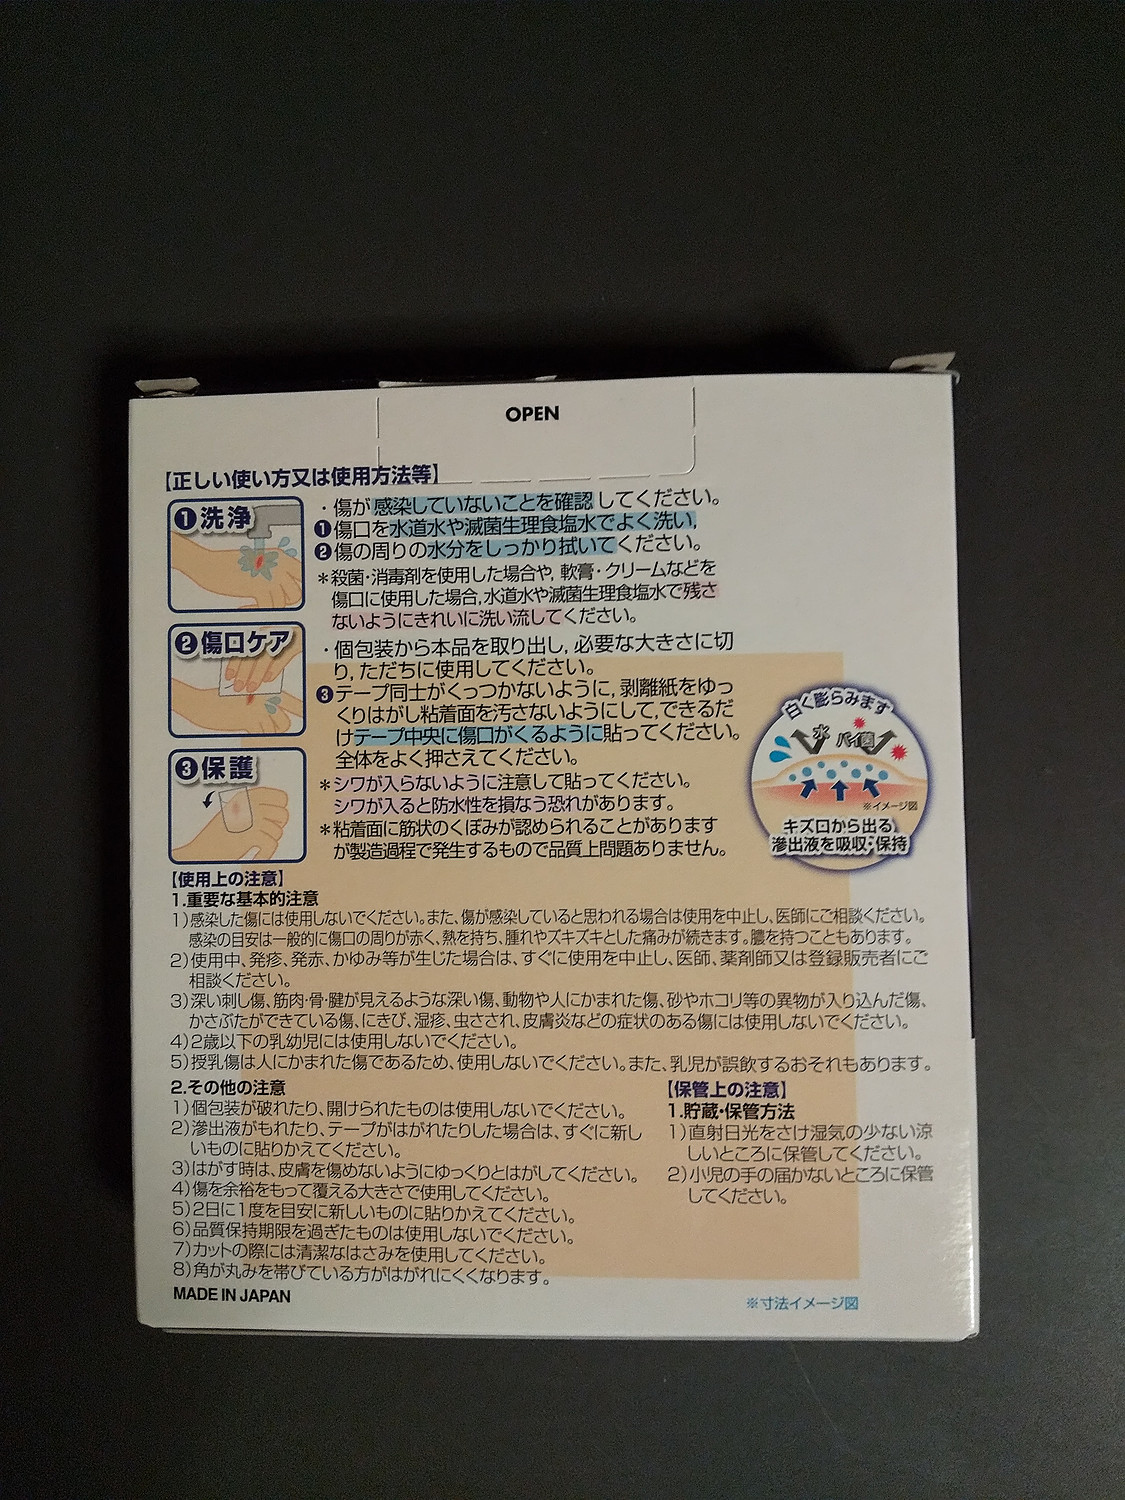 OPEN
【正しい使い方又は使用方法等】
❶洗浄
・傷が感染していないことを確認してください。
❶傷口を水道水や滅菌生理食塩水でよく洗い,
❷傷の周りの水分をしっかり拭いてください。
＊殺菌・消毒剤を使用した場合や, 軟膏・クリームなどを
傷口に使用した場合, 水道水や滅菌生理食塩水で残さ
ないようにきれいに洗い流してください。
❷傷口ケア
・個包装から本品を取り出し, 必要な大きさに切
り, ただちに使用してください。
❸テープ同士がくっつかないように, 剥離紙をゆっ
くりはがし粘着面を汚さないようにして, できるだ
けテープ中央に傷口がくるように貼ってください。
全体をよく押さえてください。
❸保護
＊シワが入らないように注意して貼ってください。
シワが入ると防水性を損なう恐れがあります。
＊粘着面に筋状のくぼみが認められることがあります
が製造過程で発生するもので品質上問題ありません。
白く膨らみます
水 バイ菌
※イメージ図
キズ口から出る
滲出液を吸収・保持
【使用上の注意】
1.重要な基本的注意
1)感染した傷には使用しないでください。また、傷が感染していると思われる場合は使用を中止し、医師にご相談ください。
感染の目安は一般的に傷口の周りが赤く、熱を持ち、腫れやズキズキとした痛みが続きます。膿を持つこともあります。
2)使用中、発疹、発赤、かゆみ等が生じた場合は、すぐに使用を中止し、医師、薬剤師又は登録販売者にご
相談ください。
3)深い刺し傷、筋肉・骨・腱が見えるような深い傷、動物や人にかまれた傷、砂やホコリ等の異物が入り込んだ傷、
かさぶたができている傷、にきび、湿疹、虫さされ、皮膚炎などの症状のある傷には使用しないでください。
4)2歳以下の乳幼児には使用しないでください。
5)授乳傷は人にかまれた傷であるため、使用しないでください。また、乳児が誤飲するおそれもあります。
2.その他の注意
1)個包装が破れたり、開けられたものは使用しないでください。
2)滲出液がもれたり、テープがはがれたりした場合は、すぐに新し
いものに貼りかえてください。
3)はがす時は、皮膚を傷めないようにゆっくりとはがしてください。
4)傷を余裕をもって覆える大きさで使用してください。
5)2日に1度を目安に新しいものに貼りかえてください。
6)品質保持期限を過ぎたものは使用しないでください。
7)カットの際には清潔なはさみを使用してください。
8)角が丸みを帯びている方がはがれにくくなります。
MADE IN JAPAN
【保管上の注意】
1.貯蔵・保管方法
1)直射日光をさけ湿気の少ない涼
しいところに保管してください。
2)小児の手の届かないところに保管
してください。
※寸法イメージ図